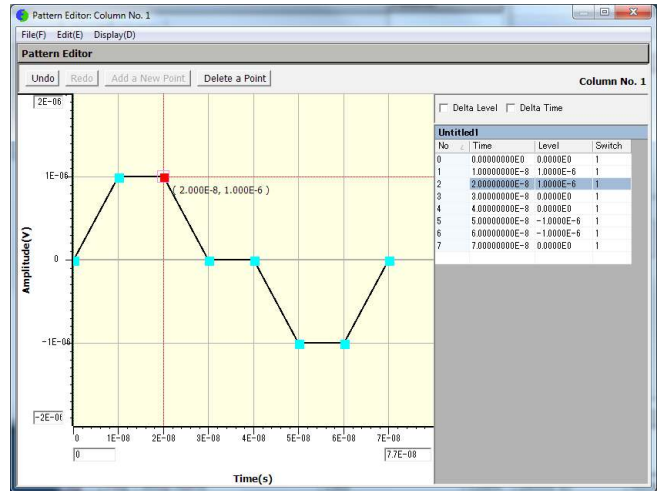 Pattern Editor: Column No. 1
File(F) Edit(E) Display(D)
Pattern Editor
Undo Redo Add a New Point Delete a Point
Column No. 1
Delta Level Delta Time
Untitled1
No Time Level Switch
0 0.00000000E0 0.0000E0 1
1 1.00000000E-8 1.0000E-6 1
2 2.00000000E-8 1.0000E-6 1
3 3.00000000E-8 0.0000E0 1
4 4.00000000E-8 0.0000E0 1
5 5.00000000E-8 -1.0000E-6 1
6 6.00000000E-8 -1.0000E-6 1
7 7.00000000E-8 0.0000E0 1
2E-06
1E-06
( 2.000E-8, 1.000E-6 )
Amplitude(V)
0
-1E-06
-2E-06
0 1E-08 2E-08 3E-08 4E-08 5E-08 6E-08 7E-08
0 7.7E-08
Time(s)